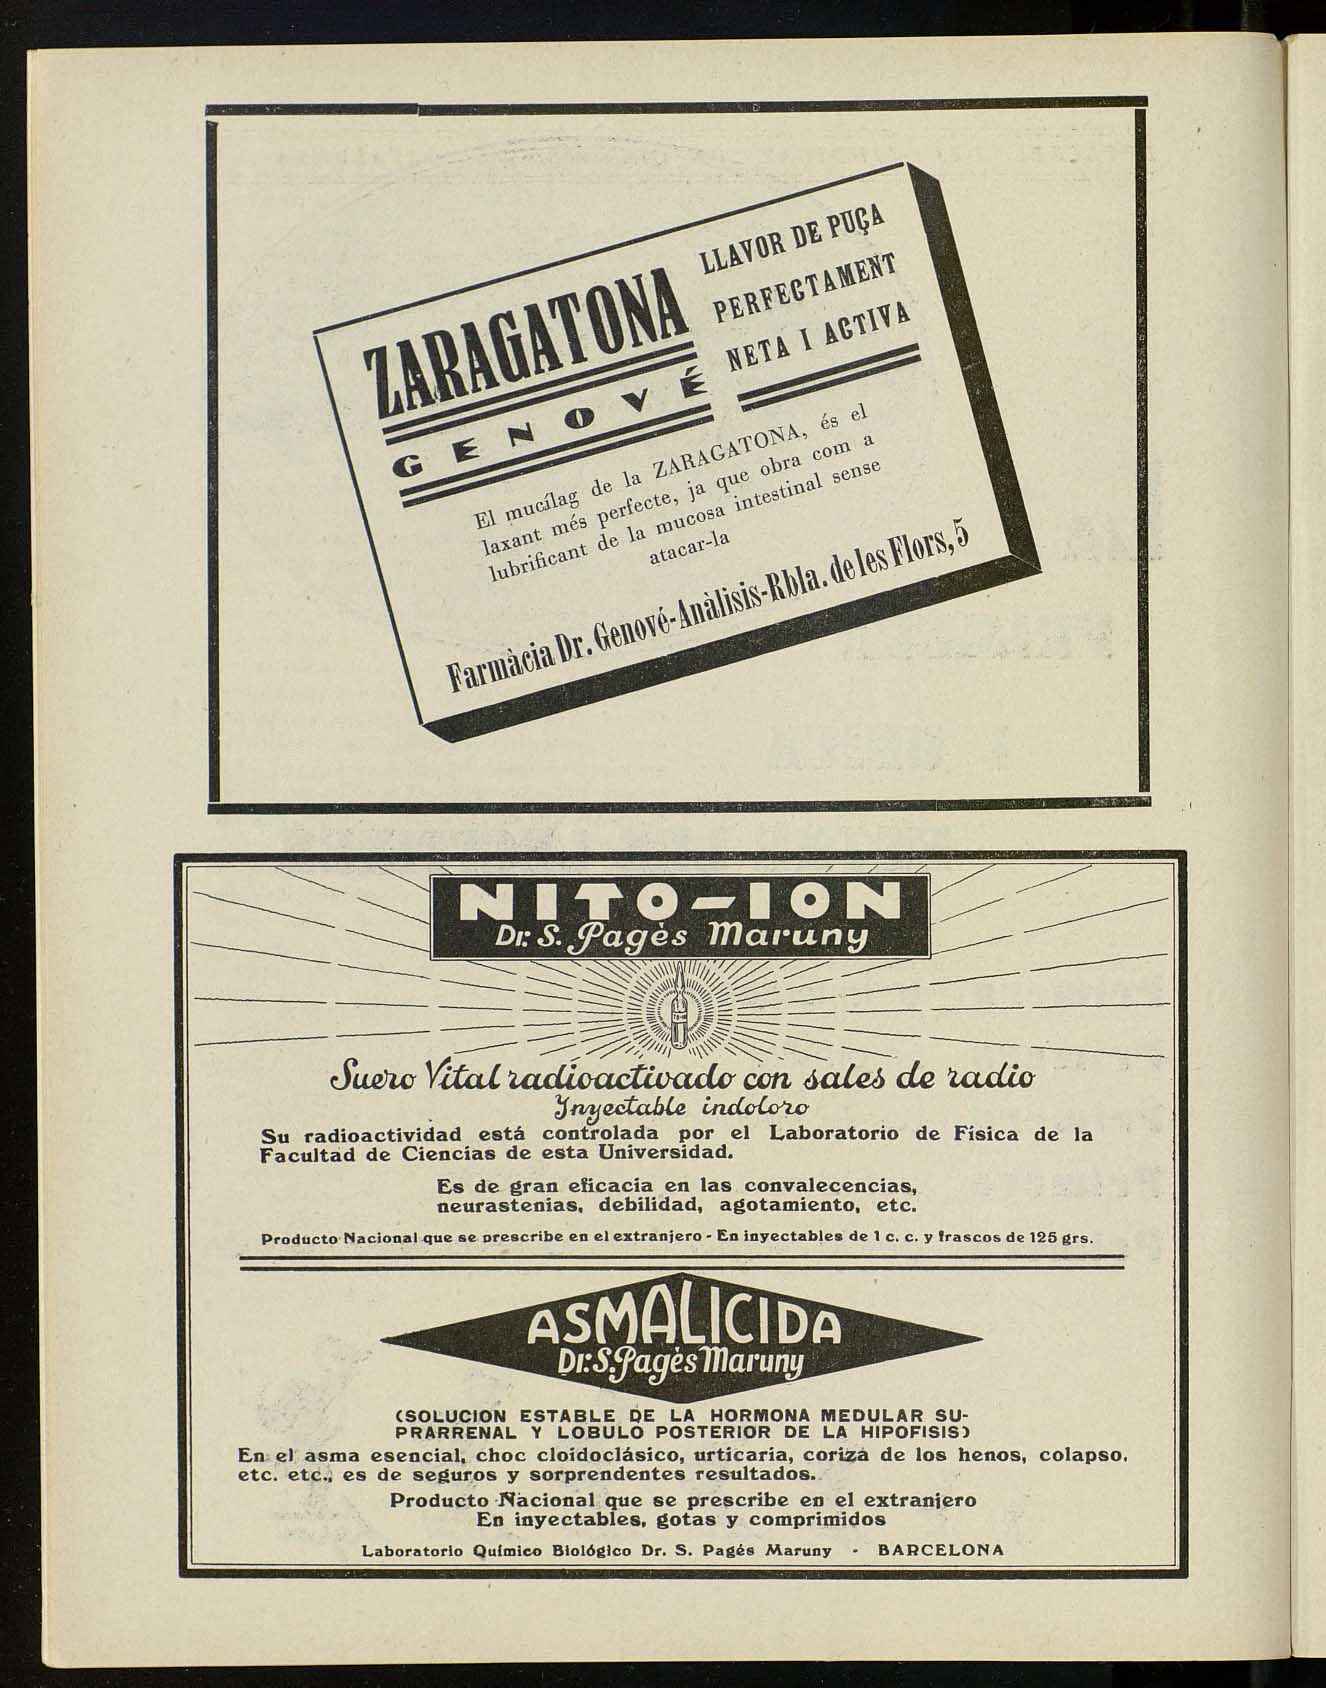 ZARAGATONA
GENOVÉ
LLAVOR DE PUÇA
PERFECTAMENT
NETA I ACTIVA
El mucílag de la ZARAGATONA, és el
laxant més perfecte, ja que obra com a
lubrificant de la mucosa intestinal sense
atacar-la
Farmàcia Dr. Genové-Anàlisis-Rbla. de les Flors, 5
NITO-ION
Dr. S. Pagès Maruny
Suero Vital radioactivado con sales de radio
Inyectable indoloro
Su radioactividad está controlada por el Laboratorio de Física de la
Facultad de Ciencias de esta Universidad.
Es de gran eficacia en las convalecencias,
neurastenias, debilidad, agotamiento, etc.
Producto Nacional que se prescribe en el extranjero - En inyectables de 1 c. c. y frascos de 125 grs.
ASMALICIDA
Dr. S. Pagès Maruny
(SOLUCION ESTABLE DE LA HORMONA MEDULAR SU-
PRARRENAL Y LOBULO POSTERIOR DE LA HIPOFISIS)
En el asma esencial, choc cloidoclásico, urticaria, coriza de los henos, colapso,
etc. etc., es de seguros y sorprendentes resultados.
Producto Nacional que se prescribe en el extranjero
En inyectables, gotas y comprimidos
Laboratorio Químico Biológico Dr. S. Pagés Maruny - BARCELONA